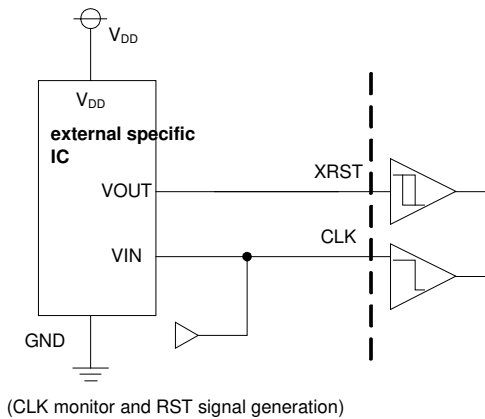 VDD
VDD
external specific
IC
XRST
VOUT
CLK
VIN
GND
(CLK monitor and RST signal generation)